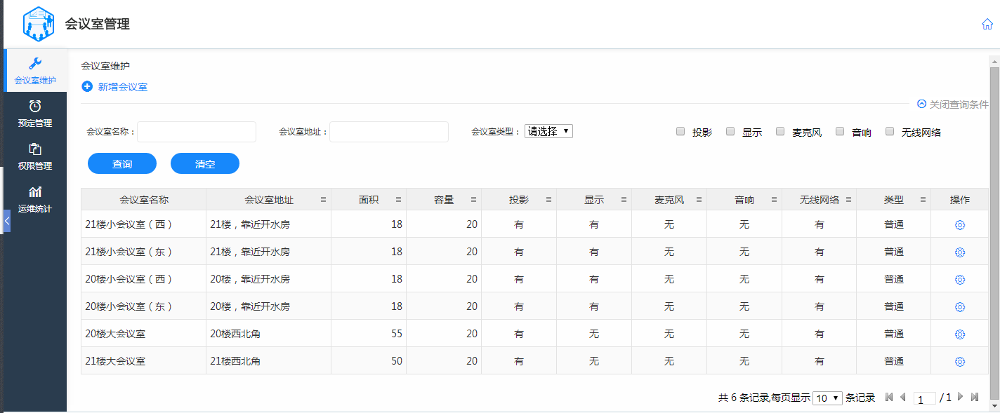 会议室管理
会议室维护
预定管理
权限管理
运维统计
会议室维护
新增会议室
关闭查询条件
会议室名称： 会议室地址： 会议室类型： 请选择 投影 显示 麦克风 音响 无线网络
查询 清空
会议室名称 会议室地址 面积 容量 投影 显示 麦克风 音响 无线网络 类型 操作
21楼小会议室（西） 21楼，靠近开水房 18 20 有 有 无 无 有 普通
21楼小会议室（东） 21楼，靠近开水房 18 20 有 有 无 无 有 普通
20楼小会议室（西） 20楼，靠近开水房 18 20 有 有 无 无 有 普通
20楼小会议室（东） 20楼，靠近开水房 18 20 有 有 无 无 有 普通
20楼大会议室 20楼西北角 55 20 有 无 无 无 有 普通
21楼大会议室 21楼西北角 50 20 有 无 无 无 有 普通
共 6 条记录,每页显示 10 条记录 1 / 1